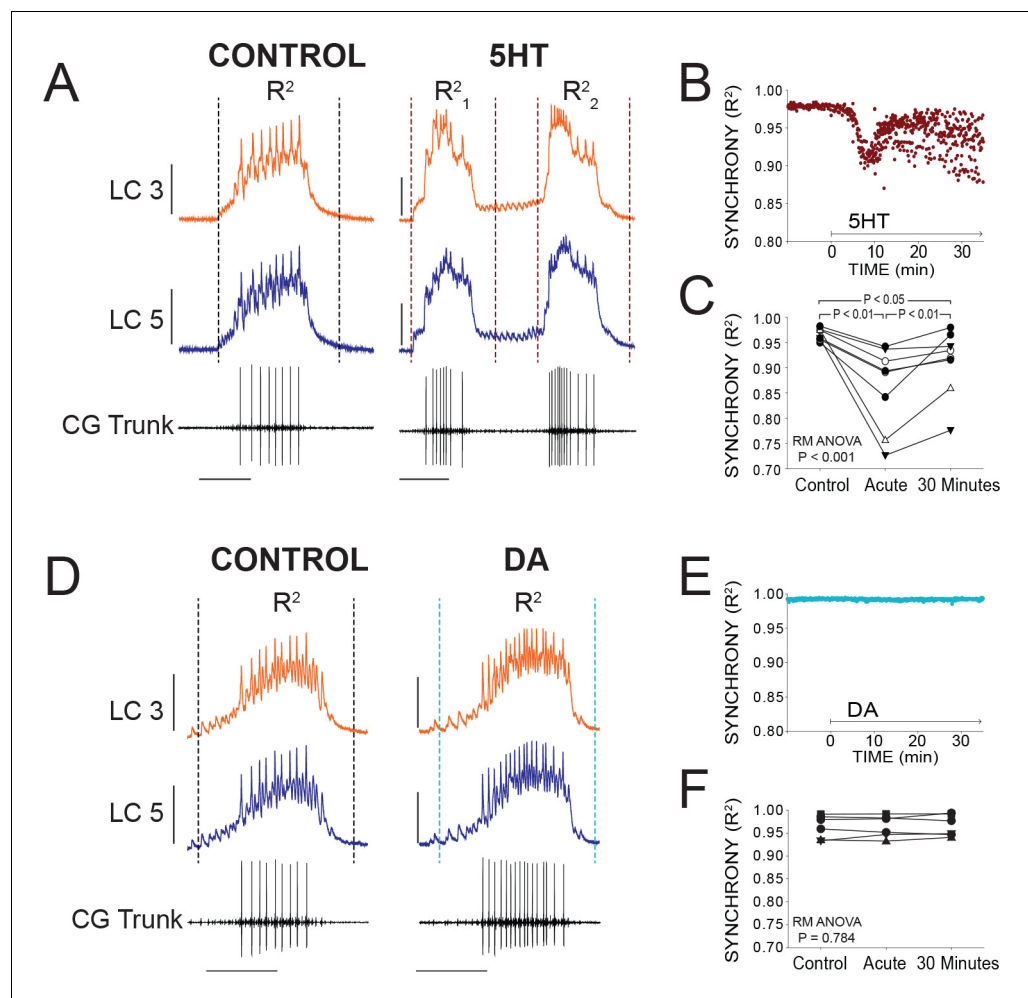 A
CONTROL
5HT
R²
R²₁
R²₂
LC 3
LC 5
CG Trunk
B
SYNCHRONY (R²)
1.00
0.95
0.90
0.85
0.80
5HT
0 10 20 30
TIME (min)
C
SYNCHRONY (R²)
1.00
0.95
0.90
0.85
0.80
0.75
0.70
P < 0.05
P < 0.01
P < 0.01
RM ANOVA
P < 0.001
Control Acute 30 Minutes
D
CONTROL
DA
R²
R²
LC 3
LC 5
CG Trunk
E
SYNCHRONY (R²)
1.00
0.95
0.90
0.85
0.80
DA
0 10 20 30
TIME (min)
F
SYNCHRONY (R²)
1.00
0.95
0.90
0.85
0.80
0.75
0.70
RM ANOVA
P = 0.784
Control Acute 30 Minutes